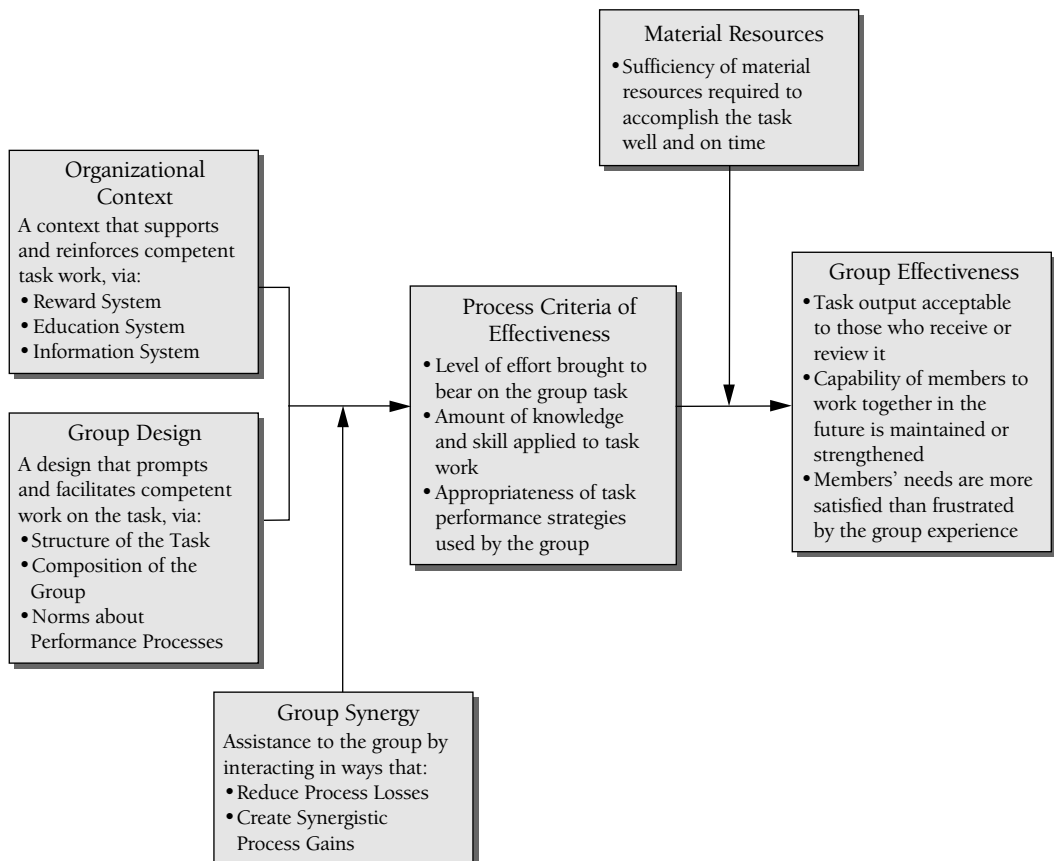 Material Resources
• Sufficiency of material
resources required to
accomplish the task
well and on time
Organizational
Context
A context that supports
and reinforces competent
task work, via:
• Reward System
• Education System
• Information System
Group Design
A design that prompts
and facilitates competent
work on the task, via:
• Structure of the Task
• Composition of the
Group
• Norms about
Performance Processes
Group Synergy
Assistance to the group by
interacting in ways that:
• Reduce Process Losses
• Create Synergistic
Process Gains
Process Criteria of
Effectiveness
• Level of effort brought to
bear on the group task
• Amount of knowledge
and skill applied to task
work
• Appropriateness of task
performance strategies
used by the group
Group Effectiveness
• Task output acceptable
to those who receive or
review it
• Capability of members to
work together in the
future is maintained or
strengthened
• Members’ needs are more
satisfied than frustrated
by the group experience